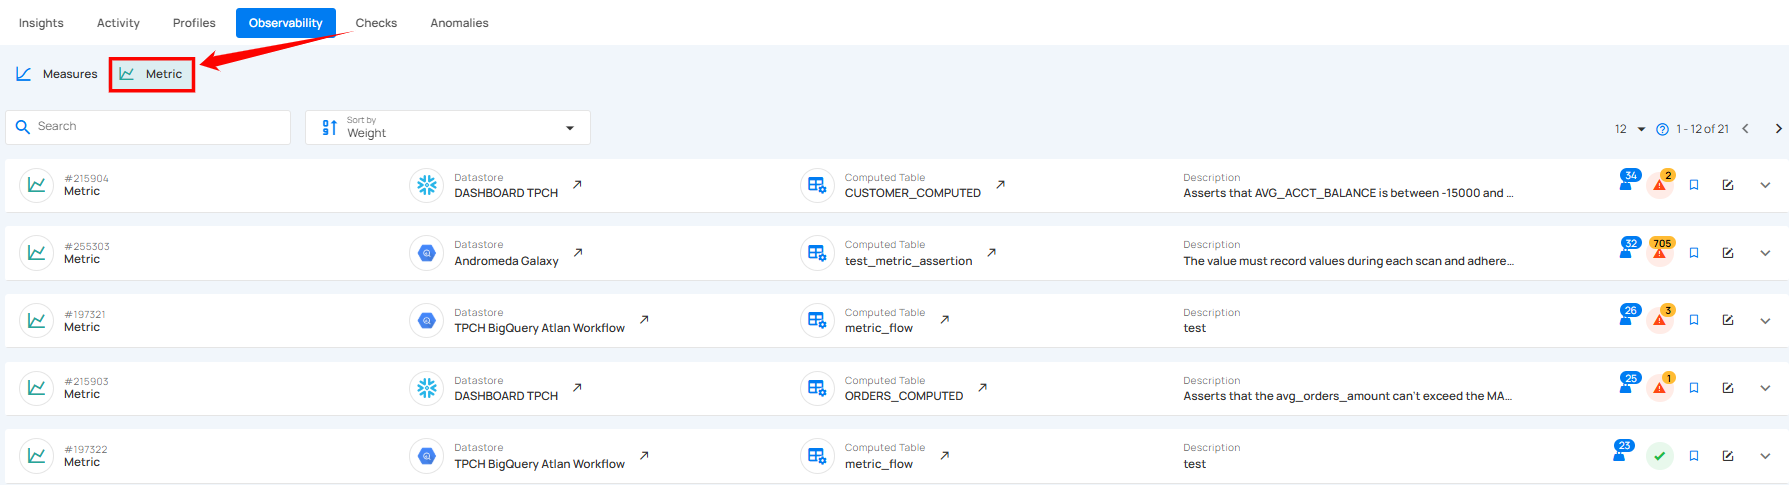 Insights Activity Profiles Observability Checks Anomalies
Measures Metric
Search
Sort by
Weight
12 1 - 12 of 21
#215904
Metric
Datastore
DASHBOARD TPCH
Computed Table
CUSTOMER_COMPUTED
Description
Asserts that AVG_ACCT_BALANCE is between -15000 and ...
34 2
#255303
Metric
Datastore
Andromeda Galaxy
Computed Table
test_metric_assertion
Description
The value must record values during each scan and adhere...
32 705
#197321
Metric
Datastore
TPCH BigQuery Atlan Workflow
Computed Table
metric_flow
Description
test
26 3
#215903
Metric
Datastore
DASHBOARD TPCH
Computed Table
ORDERS_COMPUTED
Description
Asserts that the avg_orders_amount can't exceed the MA...
25 1
#197322
Metric
Datastore
TPCH BigQuery Atlan Workflow
Computed Table
metric_flow
Description
test
23